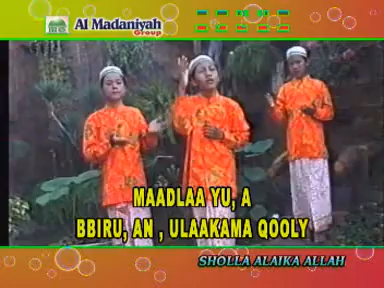 Al Madaniyah
Group
MAADLAA YU, A
BBIRU, AN , ULAAKAMA QOOLY
SHOLLA ALAIKA ALLAH